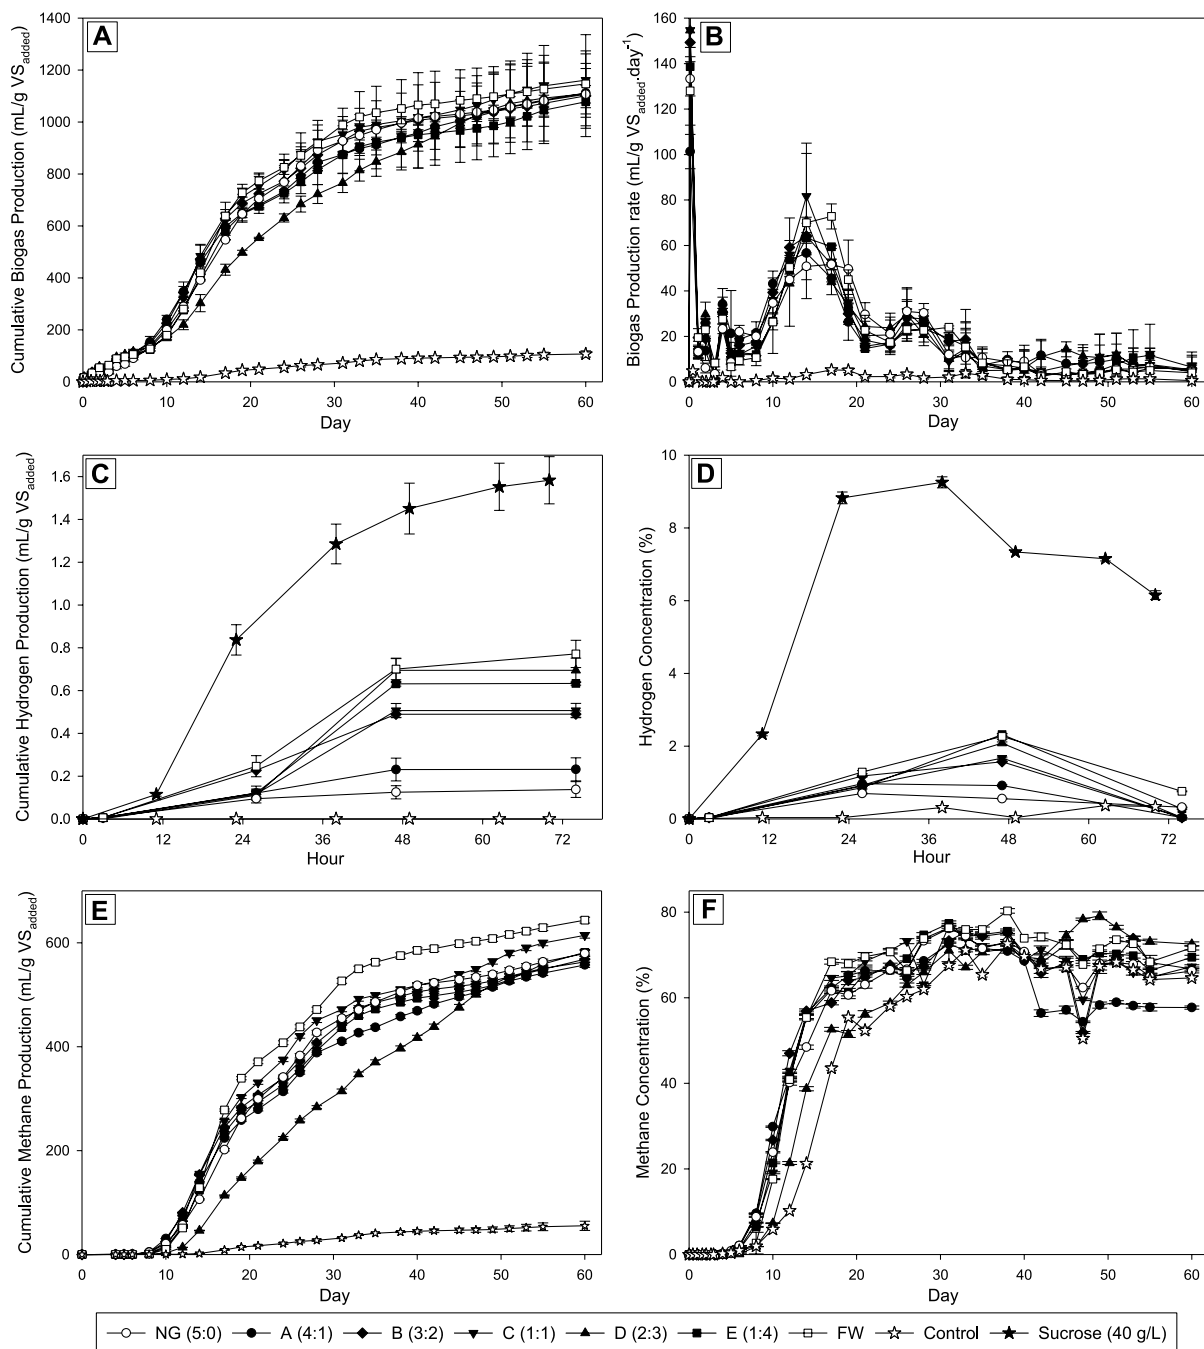 A
Cumulative Biogas Production (mL/g VSadded)
1400
1200
1000
800
600
400
200
0
0 10 20 30 40 50 60
Day
B
Biogas Production rate (mL/g VSadded.day-1)
160
140
120
100
80
60
40
20
0
0 10 20 30 40 50 60
Day
C
Cumulative Hydrogen Production (mL/g VSadded)
1.6
1.4
1.2
1.0
0.8
0.6
0.4
0.2
0.0
0 12 24 36 48 60 72
Hour
D
Hydrogen Concentration (%)
10
8
6
4
2
0
0 12 24 36 48 60 72
Hour
E
Cumulative Methane Production (mL/g VSadded)
600
400
200
0
0 10 20 30 40 50 60
Day
F
Methane Concentration (%)
80
60
40
20
0
0 10 20 30 40 50 60
Day
NG (5:0) A (4:1) B (3:2) C (1:1) D (2:3) E (1:4) FW Control Sucrose (40 g/L)